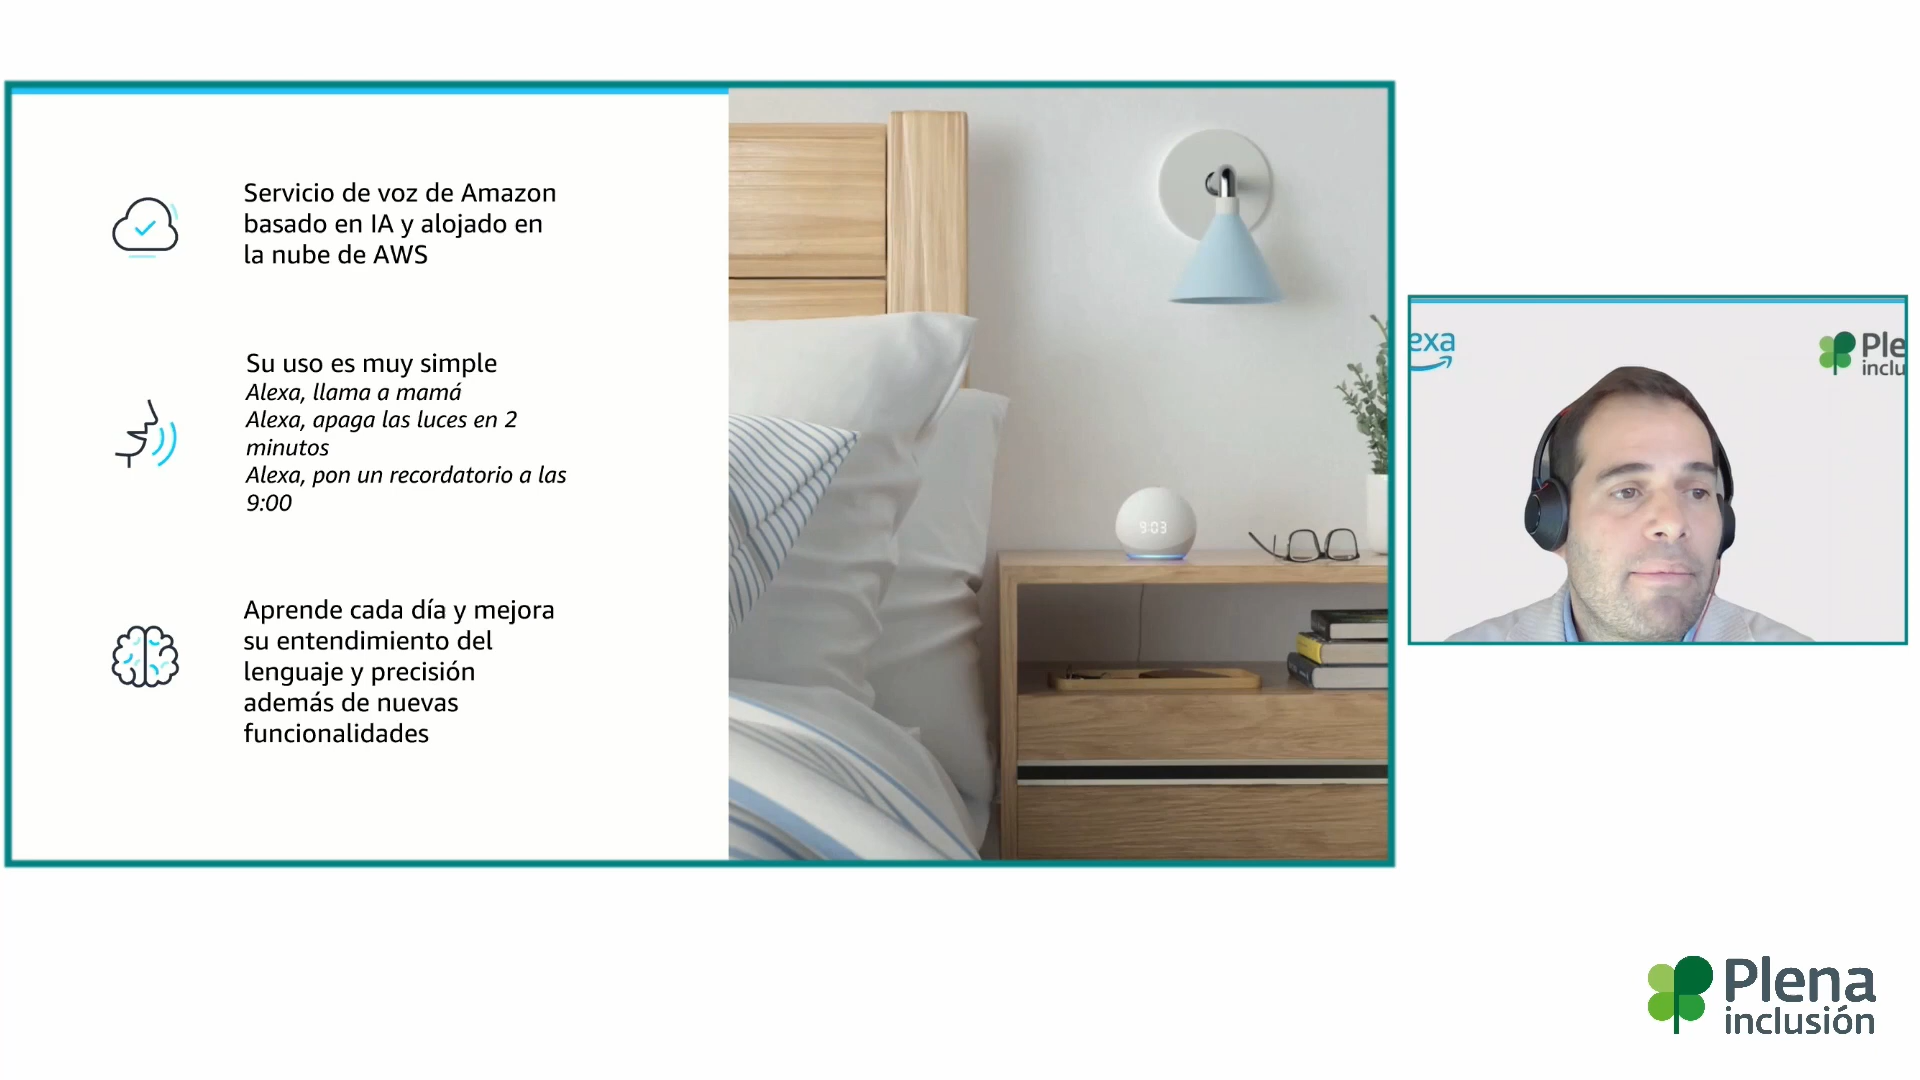 Servicio de voz de Amazon
basado en IA y alojado en
la nube de AWS
Su uso es muy simple
Alexa, llama a mamá
Alexa, apaga las luces en 2
minutos
Alexa, pon un recordatorio a las
9:00
Aprende cada día y mejora
su entendimiento del
lenguaje y precisión
además de nuevas
funcionalidades
9:03
exa
Ple
inclu
Plena
inclusión